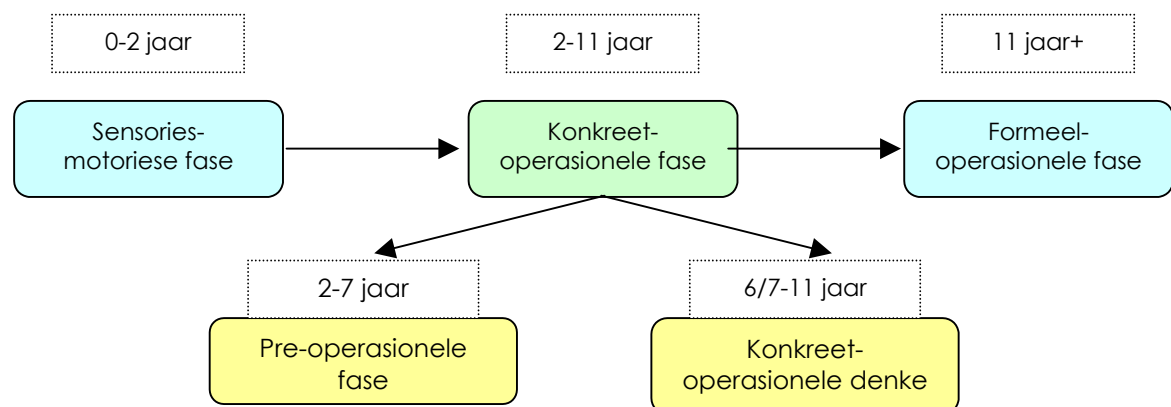 0-2 jaar
2-11 jaar
11 jaar+
Sensories-
motoriese fase
Konkreet-
operasionele fase
Formeel-
operasionele fase
2-7 jaar
6/7-11 jaar
Pre-operasionele
fase
Konkreet-
operasionele denke